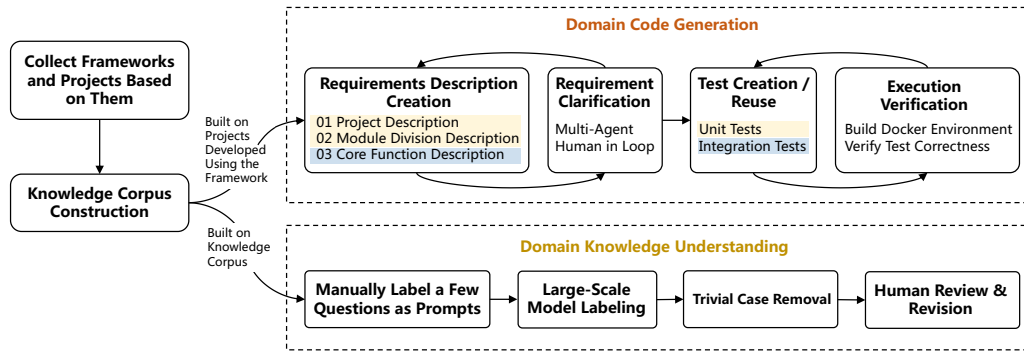 Collect Frameworks
and Projects Based
on Them
Knowledge Corpus
Construction
Built on
Projects
Developed
Using the
Framework
Built on
Knowledge
Corpus
Domain Code Generation
Requirements Description
Creation
01 Project Description
02 Module Division Description
03 Core Function Description
Requirement
Clarification
Multi-Agent
Human in Loop
Test Creation /
Reuse
Unit Tests
Integration Tests
Execution
Verification
Build Docker Environment
Verify Test Correctness
Domain Knowledge Understanding
Manually Label a Few
Questions as Prompts
Large-Scale
Model Labeling
Trivial Case Removal
Human Review &
Revision